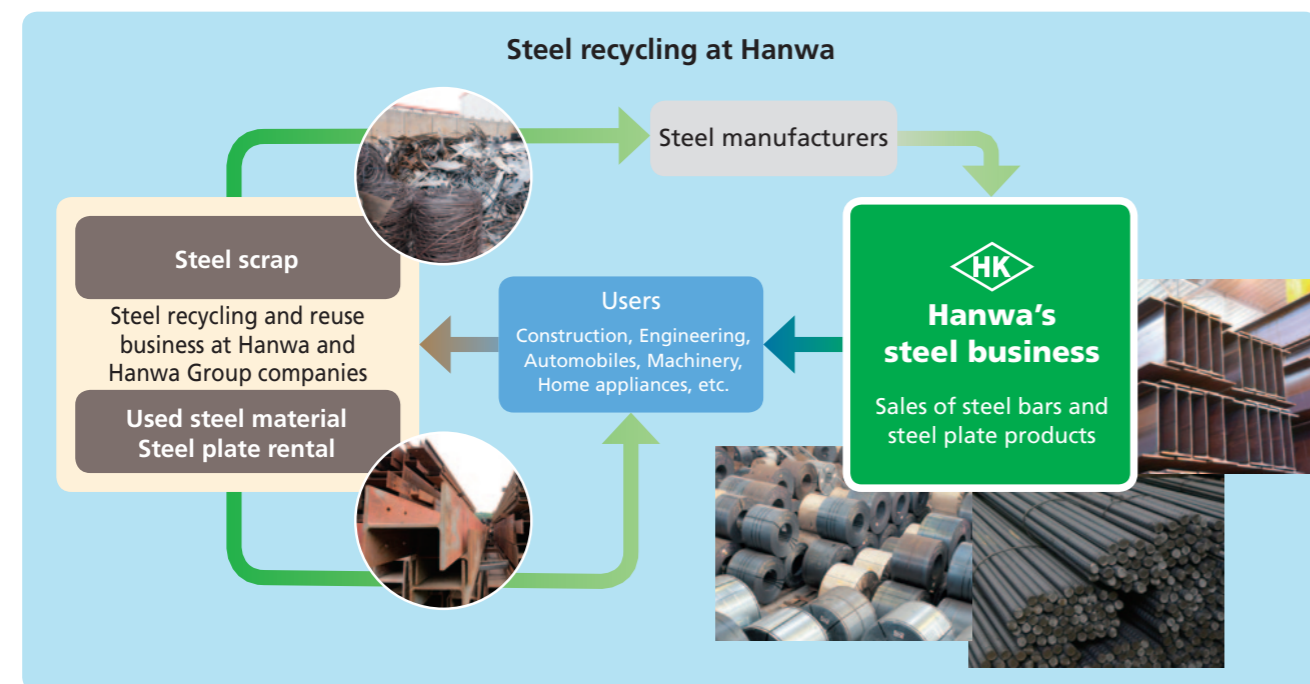 Steel recycling at Hanwa
Steel manufacturers
Steel scrap
Steel recycling and reuse
business at Hanwa and
Hanwa Group companies
Used steel material
Steel plate rental
Users
Construction, Engineering,
Automobiles, Machinery,
Home appliances, etc.
HK
Hanwa's
steel business
Sales of steel bars and
steel plate products